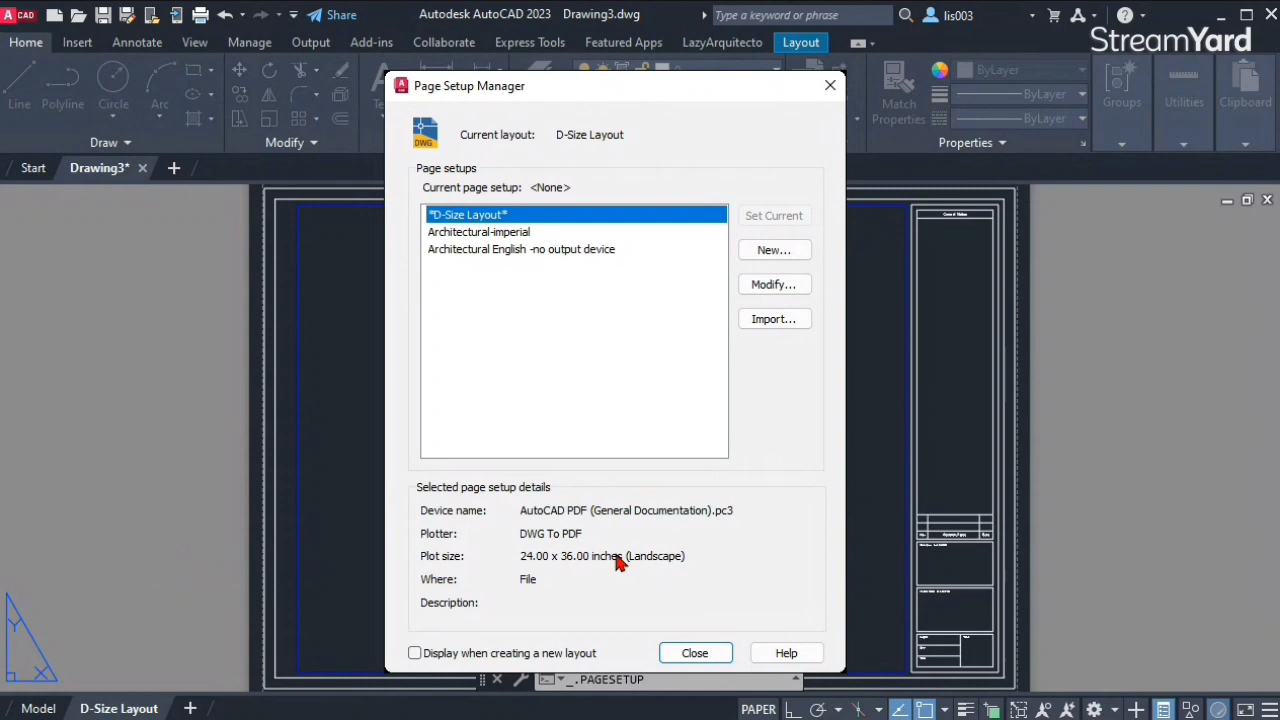 Share
Autodesk AutoCAD 2023 Drawing3.dwg
Type a keyword or phrase
lis003
StreamYard
Home Insert Annotate View Manage Output Add-ins Collaborate Express Tools Featured Apps LazyArquitecto Layout
Line Polyline Circle Arc
Match
Properties
ByLayer
ByLayer
ByLayer
Groups Utilities Clipboard
Draw Modify Properties
Start Drawing3*
Page Setup Manager
DWG
Current layout: D-Size Layout
Page setups
Current page setup: <None>
*D-Size Layout*
Architectural-imperial
Architectural English -no output device
Set Current
New...
Modify...
Import...
Selected page setup details
Device name: AutoCAD PDF (General Documentation).pc3
Plotter: DWG To PDF
Plot size: 24.00 x 36.00 inches (Landscape)
Where: File
Description:
Display when creating a new layout
Close Help
_.PAGESETUP
Y
X
Model D-Size Layout
PAPER